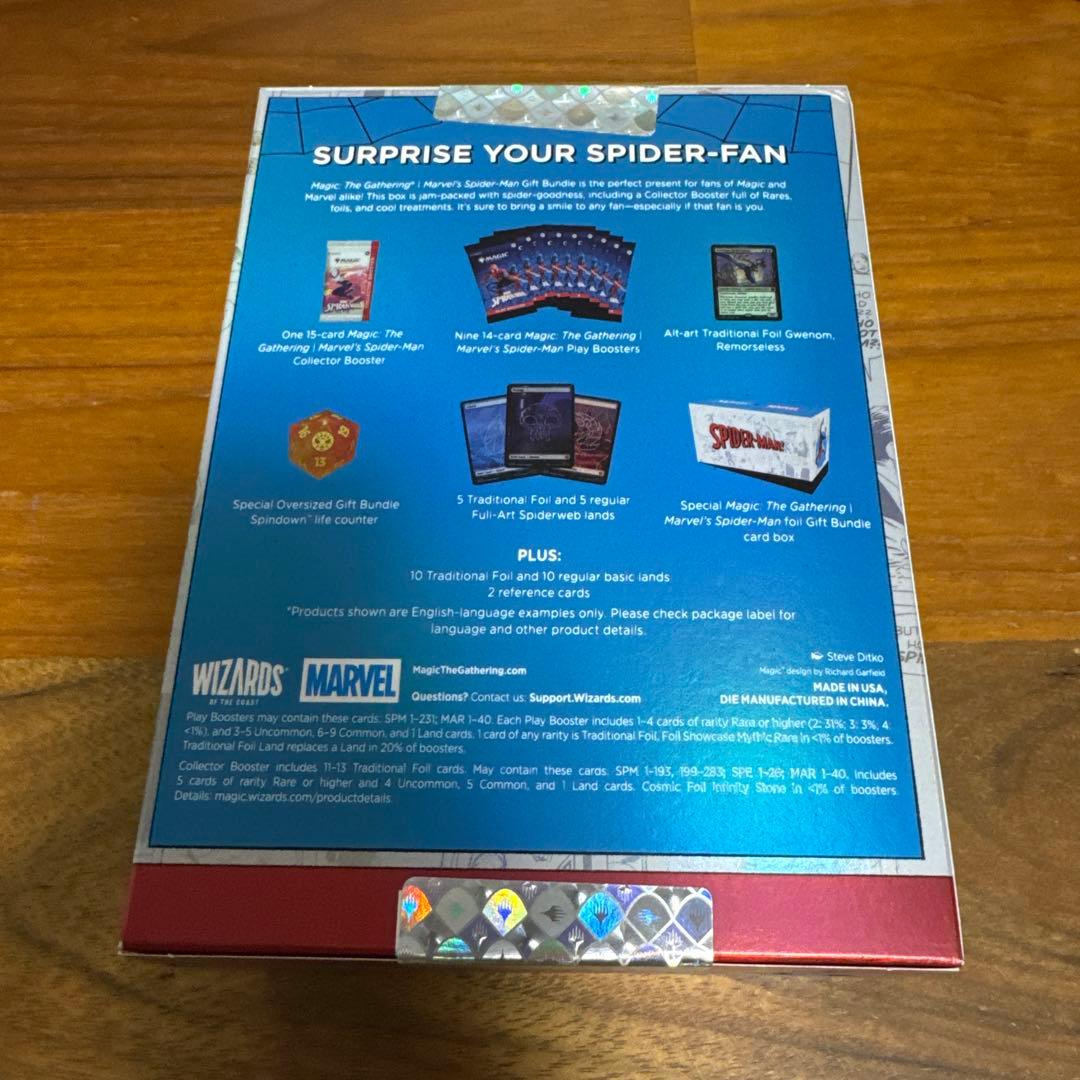 SURPRISE YOUR SPIDER-FAN
Magic: The Gathering® | Marvel's Spider-Man Gift Bundle is the perfect present for fans of Magic and
Marvel alike! This box is jam-packed with spider-goodness, including a Collector Booster full of Rares,
foils, and cool treatments. It's sure to bring a smile to any fan—especially if that fan is you.
MAGIC
One 15-card Magic: The
Gathering | Marvel's Spider-Man
Collector Booster
Nine 14-card Magic: The Gathering |
Marvel's Spider-Man Play Boosters
Alt-art Traditional Foil Gwenom,
Remorseless
13
SPIDER-MAN
Special Oversized Gift Bundle
Spindown™ life counter
5 Traditional Foil and 5 regular
Full-Art Spiderweb lands
Special Magic: The Gathering |
Marvel's Spider-Man foil Gift Bundle
card box
PLUS:
10 Traditional Foil and 10 regular basic lands
2 reference cards
*Products shown are English-language examples only. Please check package label for
language and other product details.
WIZARDS®
OF THE COAST
MARVEL
MagicTheGathering.com
Questions? Contact us: Support.Wizards.com
Steve Ditko
Magic® design by Richard Garfield
MADE IN USA,
DIE MANUFACTURED IN CHINA.
Play Boosters may contain these cards: SPM 1-231; MAR 1-40. Each Play Booster includes 1-4 cards of rarity Rare or higher (2: 31%; 3: 3%, 4:
<1%), and 3-5 Uncommon, 6-9 Common, and 1 Land cards. 1 card of any rarity is Traditional Foil. Foil Showcase Mythic Rare in <1% of boosters.
Traditional Foil Land replaces a Land in 20% of boosters.
Collector Booster includes 11-13 Traditional Foil cards. May contain these cards: SPM 1-193, 199-283; SPE 1-26; MAR 1-40. Includes
5 cards of rarity Rare or higher and 4 Uncommon, 5 Common, and 1 Land cards. Cosmic Foil Infinity Stone in <1% of boosters.
Details: magic.wizards.com/productdetails.